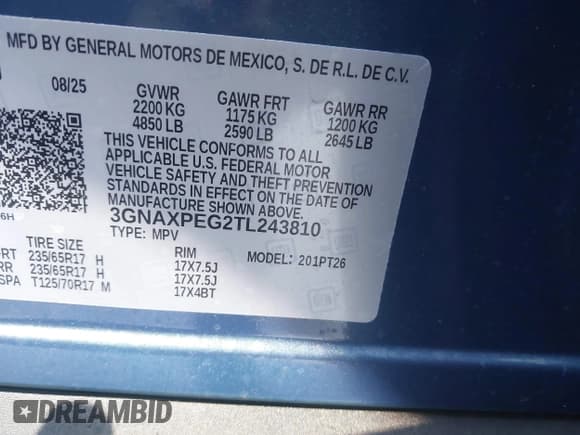 MFD BY GENERAL MOTORS DE MEXICO, S. DE R.L. DE C.V.
08/25 GVWR GAWR FRT GAWR RR
2200 KG 1175 KG 1200 KG
4850 LB 2590 LB 2645 LB
THIS VEHICLE CONFORMS TO ALL
APPLICABLE U.S. FEDERAL MOTOR
VEHICLE SAFETY AND THEFT PREVENTION
STANDARDS IN EFFECT ON THE DATE OF
MANUFACTURE SHOWN ABOVE.
3GNAXPEG2TL243810
TYPE: MPV MODEL: 201PT26
TIRE SIZE RIM
FRT 235/65R17 H 17X7.5J
RR 235/65R17 H 17X7.5J
SPA T125/70R17 M 17X4BT
DREAMBID